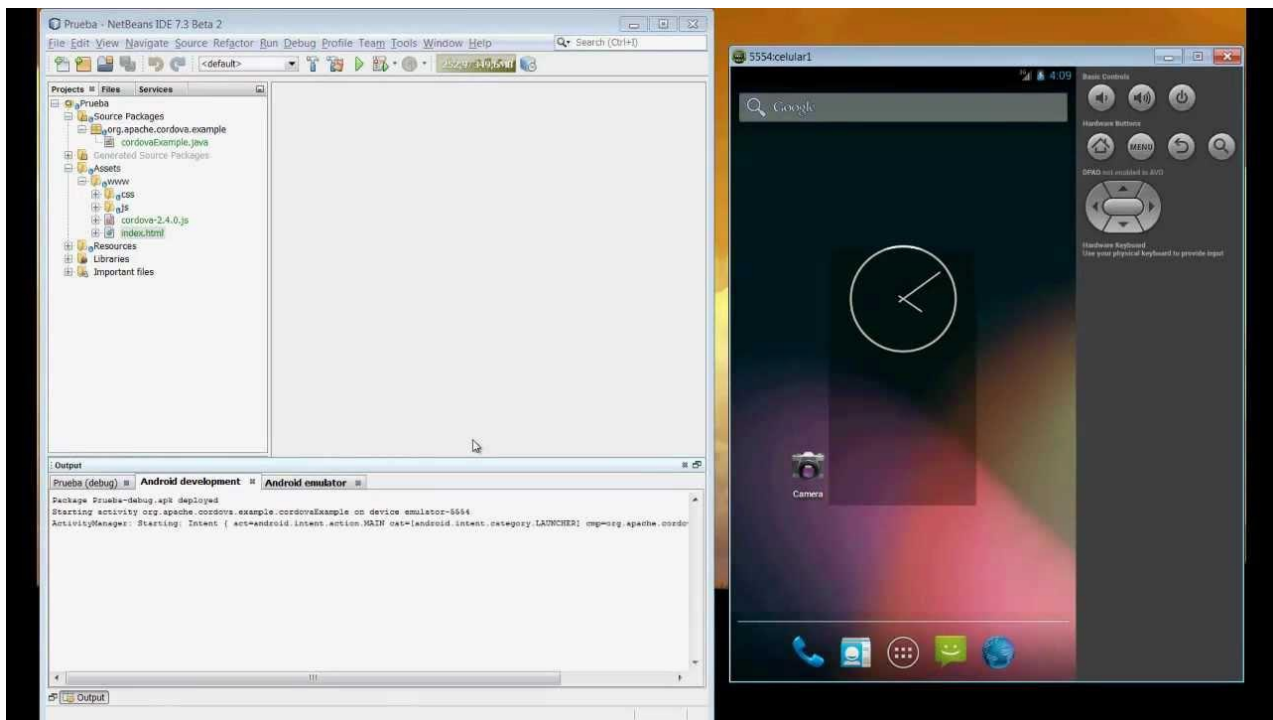 Prueba - NetBeans IDE 7.3 Beta 2
File Edit View Navigate Source Refactor Run Debug Profile Team Tools Window Help
Search (Ctrl+I)
<default>
Projects Files Services
Prueba
Source Packages
org.apache.cordova.example
cordovaExample.java
Generated Source Packages
Assets
www
css
js
cordova-2.4.0.js
index.html
Resources
Libraries
Important files
Output
Prueba (debug) Android development Android emulator
Package Prueba-debug.apk deployed
Starting activity org.apache.cordova.example.cordovaExample on device emulator-5554
ActivityManager: Starting: Intent { act=android.intent.action.MAIN cat=[android.intent.category.LAUNCHER] cmp=org.apache.cordo
Output
5554:celular1
4:09
Google
Camera
Basic Controls
Hardware Buttons
MENU
DPAD not enabled in AVD
Hardware Keyboard
Use your physical keyboard to provide input